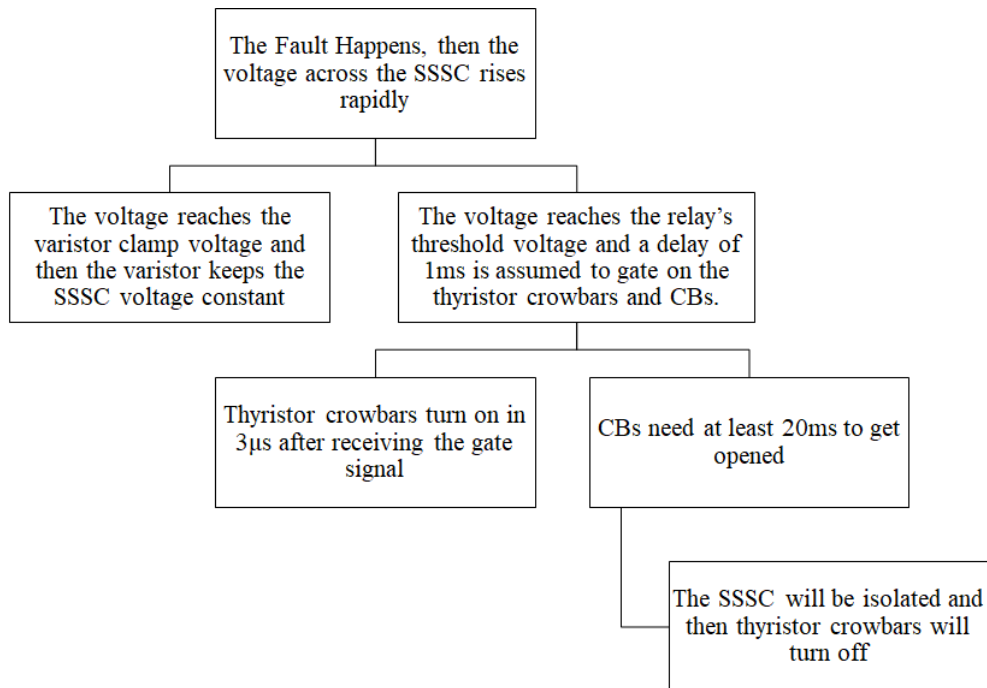 The Fault Happens, then the
voltage across the SSSC rises
rapidly
The voltage reaches the
varistor clamp voltage and
then the varistor keeps the
SSSC voltage constant
The voltage reaches the relay’s
threshold voltage and a delay of
1ms is assumed to gate on the
thyristor crowbars and CBs.
Thyristor crowbars turn on in
3μs after receiving the gate
signal
CBs need at least 20ms to get
opened
The SSSC will be isolated and
then thyristor crowbars will
turn off